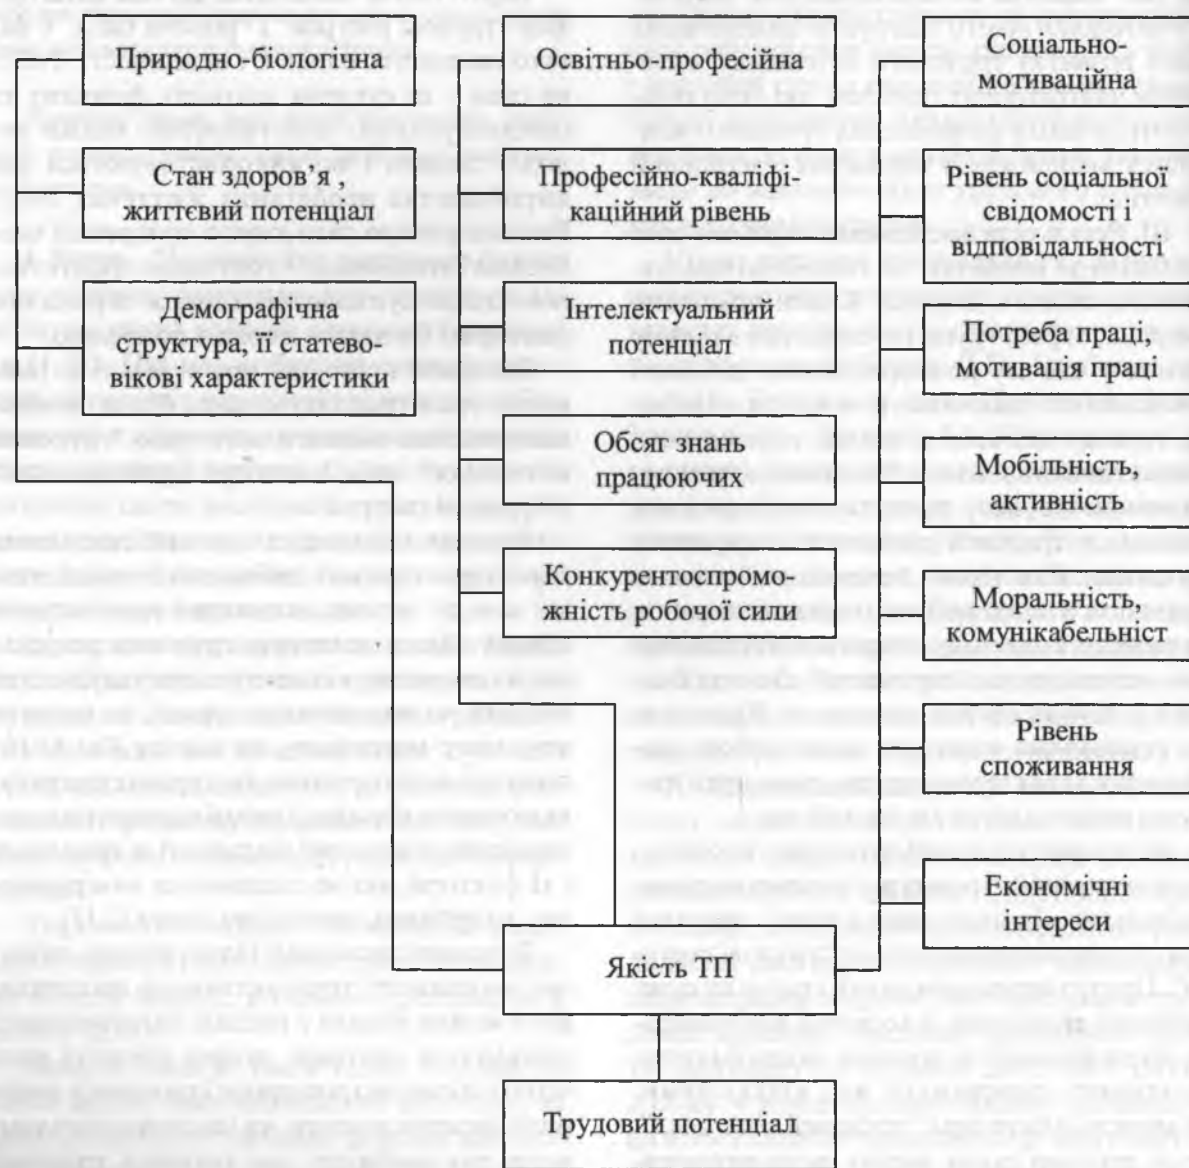 Природно-біологічна
Стан здоров’я ,
життєвий потенціал
Демографічна
структура, її статево-
вікові характеристики
Освітньо-професійна
Професійно-кваліфі-
каційний рівень
Інтелектуальний
потенціал
Обсяг знань
працюючих
Конкурентоспромо-
жність робочої сили
Соціально-
мотиваційна
Рівень соціальної
свідомості і
відповідальності
Потреба праці,
мотивація праці
Мобільність,
активність
Моральність,
комунікабельніст
Рівень
споживання
Економічні
інтереси
Якість ТП
Трудовий потенціал